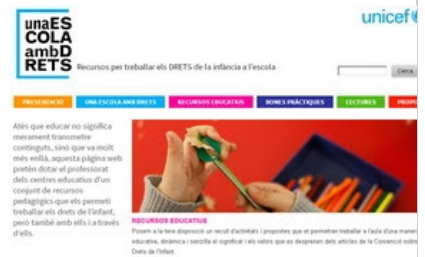 unaES
COLA
ambD
RETS
Recursos per treballar els DRETS de la infància a l'escola
unicef
Cerca
PRESENTACIÓ
UNA ESCOLA AMB DRETS
RECURSOS EDUCATIUS
BONES PRÀCTIQUES
LECTURES
PROPO
Atès que educar no significa
merament transmetre
continguts, sinó que va molt
més enllà, aquesta pàgina web
pretén dotar el professorat
dels centres educatius d'un
conjunt de recursos
pedagògics que els permeti
treballar els drets de l'infant,
però també amb ells i a través
d'ells.
RECURSOS EDUCATIUS
Posem a la teva disposició un recull d'activitats i propostes que et permetran treballar a l'aula d'una manera
educativa, dinàmica i senzilla el significat i els valors que es desprenen dels articles de la Convenció sobre
Drets de l'Infant.